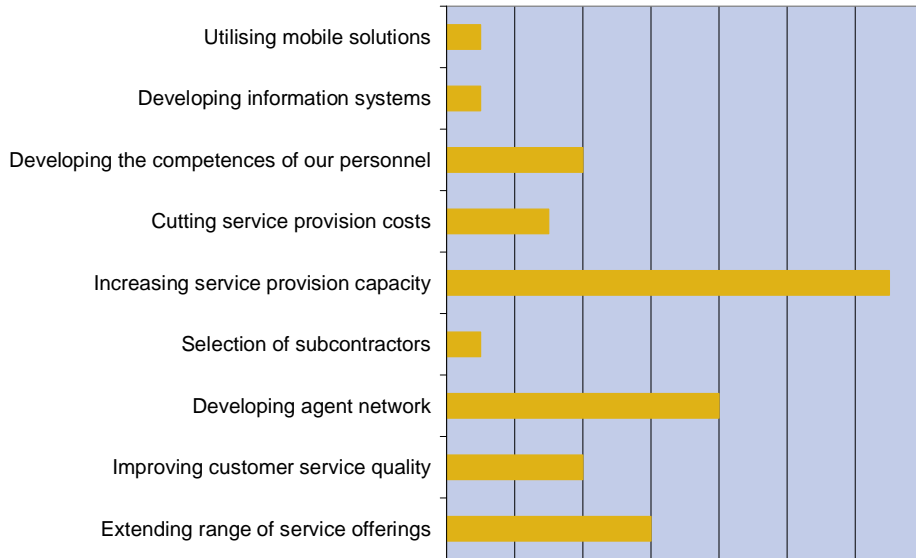 Utilising mobile solutions
Developing information systems
Developing the competences of our personnel
Cutting service provision costs
Increasing service provision capacity
Selection of subcontractors
Developing agent network
Improving customer service quality
Extending range of service offerings